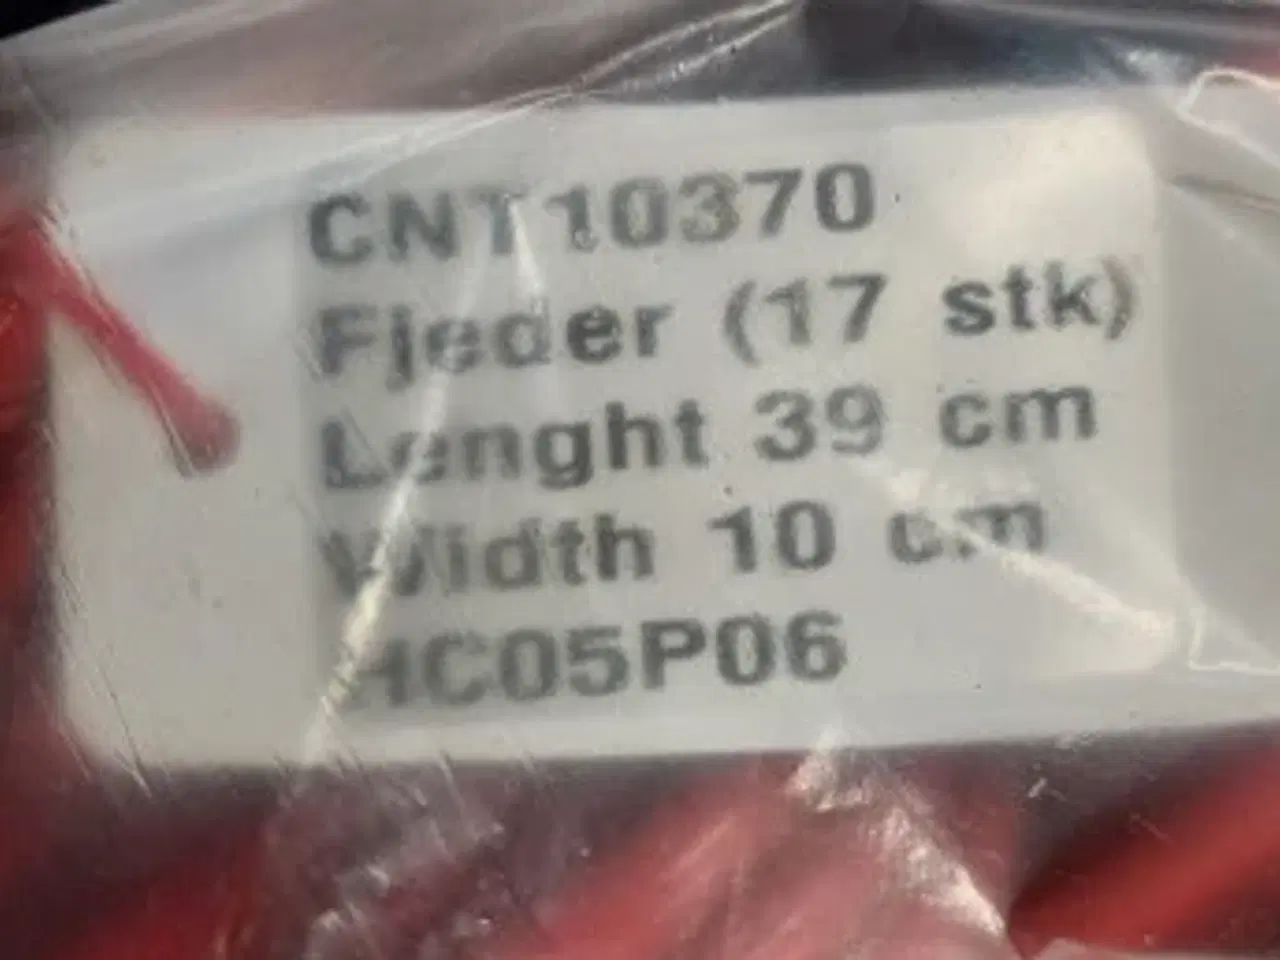 CNT10370
Fjeder (17 stk)
Lenght 39 cm
Width 10 cm
HC05P06